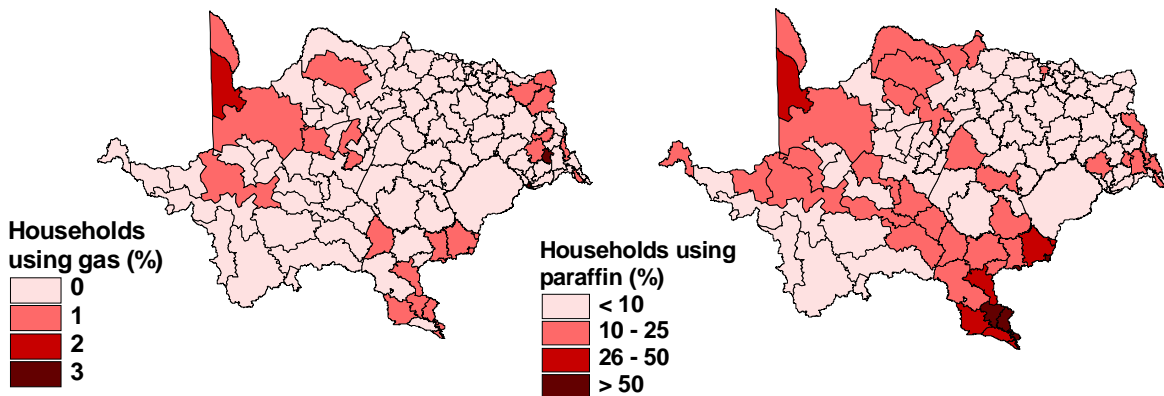 Households
using gas (%)
0
1
2
3
Households using
paraffin (%)
< 10
10 - 25
26 - 50
> 50